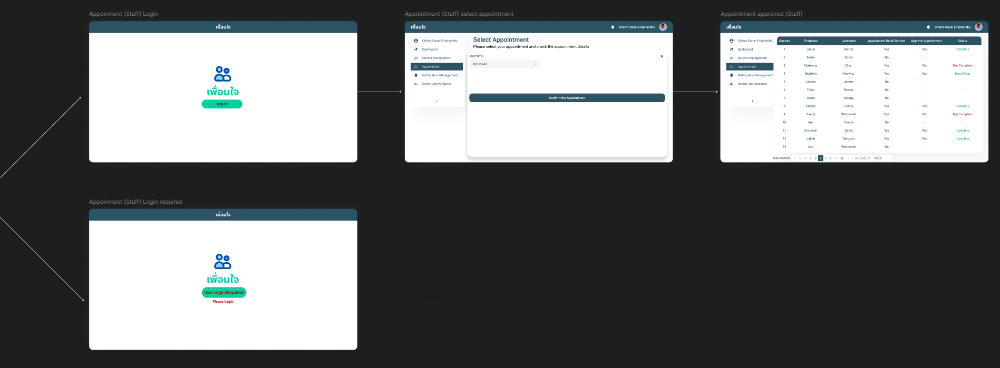 Appoinment (Staff) Login
เพื่อนใจ
เพื่อนใจ
Log In
Appointment (Staff) select appointment
เพื่อนใจ
Chatra-Danai Emphandhu
Chatra-Danai Emphandhu
Dashboard
Patient Management
Appointment
Notification Management
Report And Analytics
Select Appointment
Please select your appointment and check the appointment details
Start time
09:00 AM
Confirm the Appointment
Appointment approved (Staff)
เพื่อนใจ
Chatra-Danai Emphandhu
Chatra-Danai Emphandhu
Dashboard
Patient Management
Appointment
Notification Management
Report And Analytics
Queues Firstname Lastname Appoinment Detail Correct Approve Appointment Status
1 Justin Kenter Yes Yes Complete
2 Maria Donin No - -
3 Makenna Dias Yes No Not Complete
4 Madelyn Herwitz Yes Yes Hoạt Động
5 Jaxson James No - -
6 Talan Rosser No - -
7 Alena George No - -
8 Charlie Franci Yes Yes Complete
9 Randy Westervelt Yes No Not Complete
10 Ann Franci No - -
11 Gretchen Donin Yes Yes Complete
12 Jakob Bergson Yes Yes Complete
13 Leo Westervelt No - -
Total 85 items < 1 ••• 4 5 6 7 8 ••• 20 > 10 / page Go to
Appoinment (Staff) Login required
เพื่อนใจ
เพื่อนใจ
User Login Required
Please Login